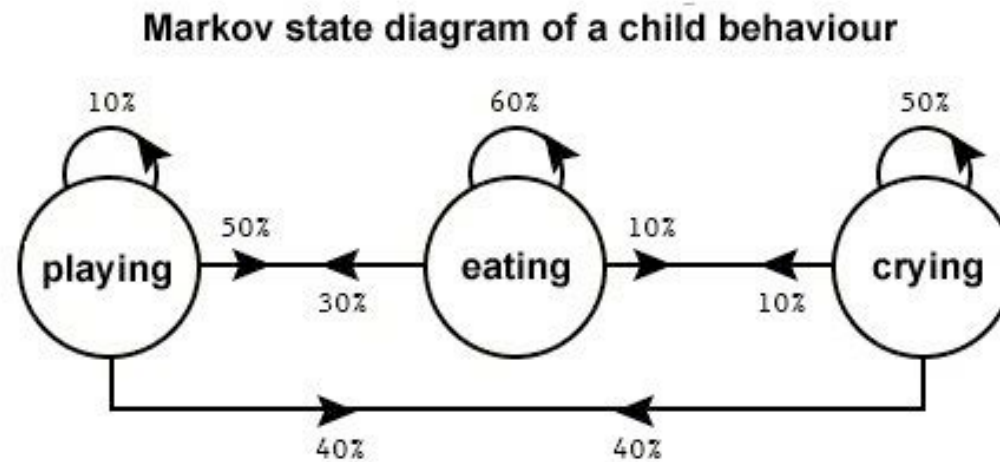 Markov state diagram of a child behaviour
10% 60% 50%
50% 10%
playing eating crying
30% 10%
40% 40%